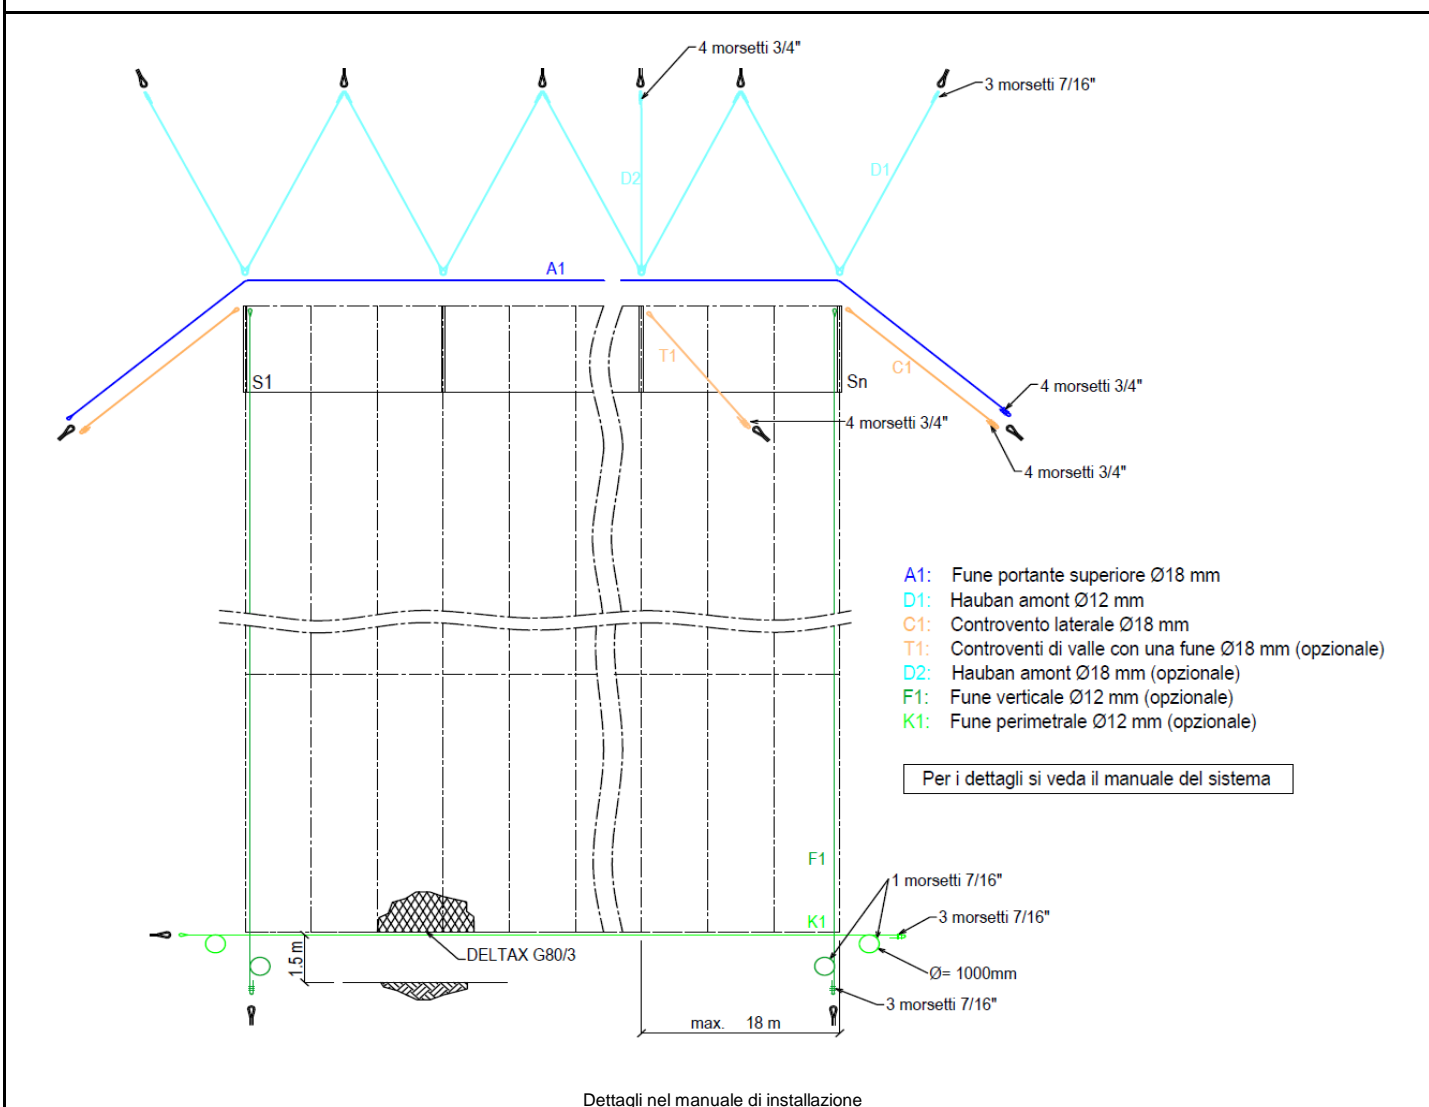 4 morsetti 3/4"
3 morsetti 7/16"
D2
D1
A1
T1
C1
S1
Sn
4 morsetti 3/4"
4 morsetti 3/4"
4 morsetti 3/4"
A1: Fune portante superiore Ø18 mm
D1: Hauban amont Ø12 mm
C1: Controvento laterale Ø18 mm
T1: Controventi di valle con una fune Ø18 mm (opzionale)
D2: Hauban amont Ø18 mm (opzionale)
F1: Fune verticale Ø12 mm (opzionale)
K1: Fune perimetrale Ø12 mm (opzionale)
Per i dettagli si veda il manuale del sistema
F1
1 morsetti 7/16"
K1
3 morsetti 7/16"
DELTAX G80/3
1.5 m
Ø= 1000mm
3 morsetti 7/16"
max. 18 m
Dettagli nel manuale di installazione